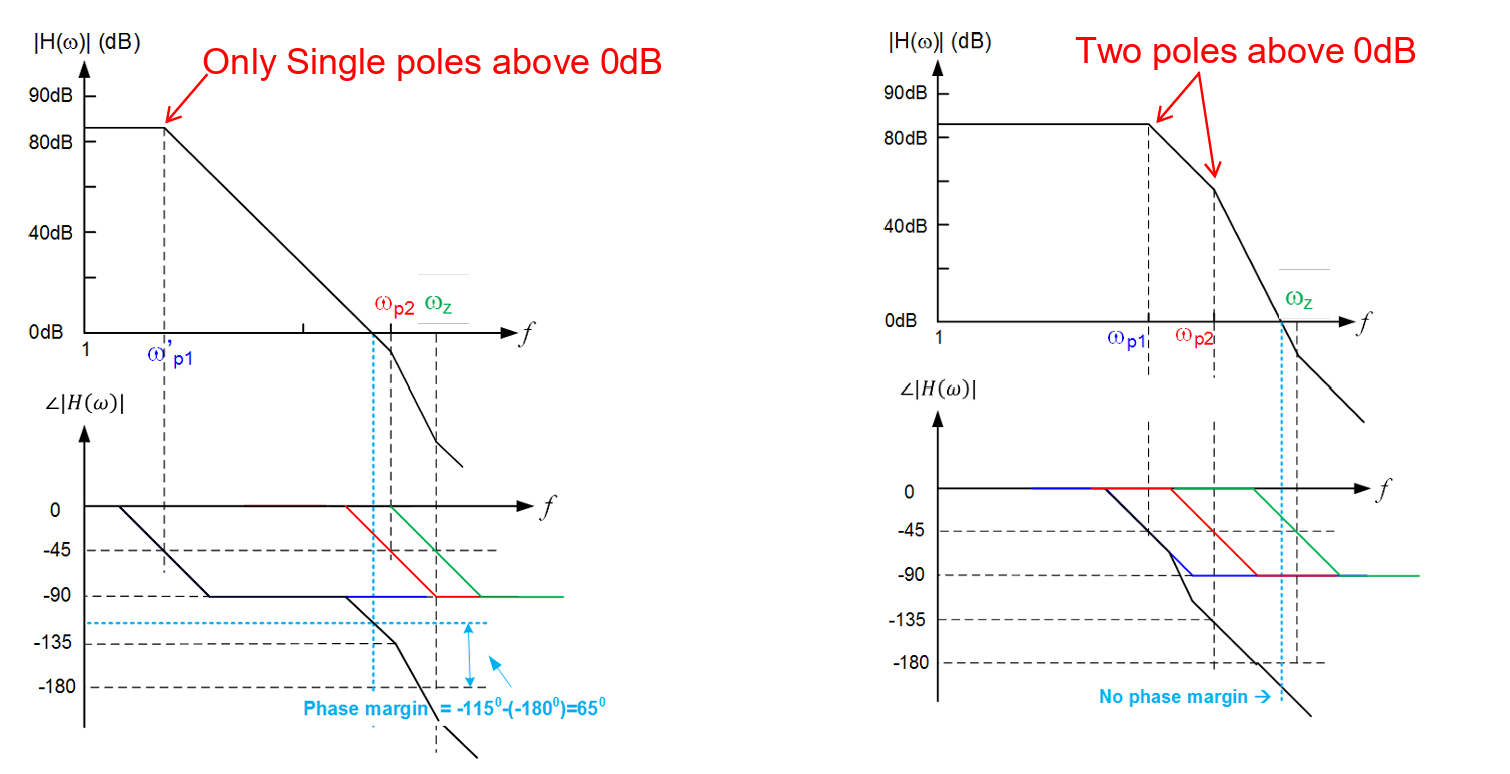 |H(ω)| (dB)
Only Single poles above 0dB
90dB
80dB
40dB
ωp2 ωz
0dB
f
1
ω'p1
∠|H(ω)|
0
f
-45
-90
-135
-180
Phase margin = -115⁰-(-180⁰)=65⁰
|H(ω)| (dB)
Two poles above 0dB
90dB
80dB
40dB
ωz
0dB
f
1
ωp1
ωp2
∠|H(ω)|
0
f
-45
-90
-135
-180
No phase margin →